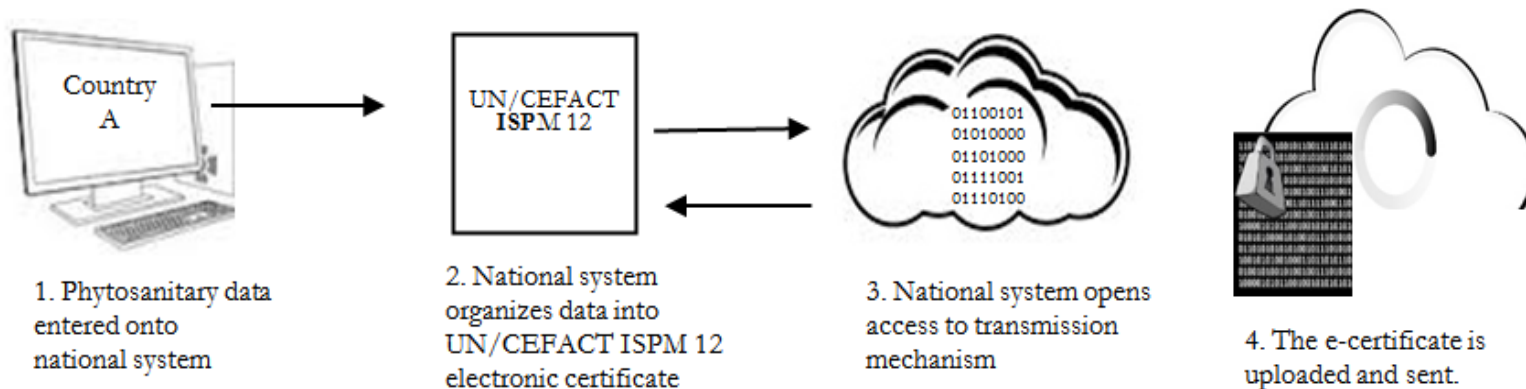 Country
A
UN/CEFACT
ISPM 12
01100101
01010000
01101000
01111001
01110100
1. Phytosanitary data
entered onto
national system
2. National system
organizes data into
UN/CEFACT ISPM 12
electronic certificate
3. National system opens
access to transmission
mechanism
4. The e-certificate is
uploaded and sent.